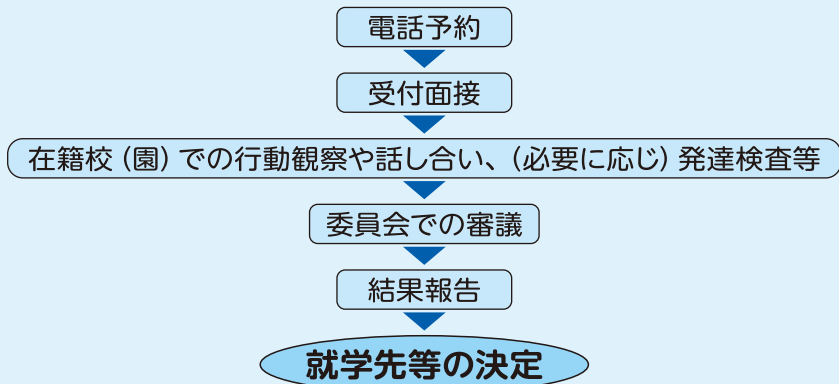 電話予約
受付面接
在籍校（園）での行動観察や話し合い、（必要に応じ）発達検査等
委員会での審議
結果報告
就学先等の決定